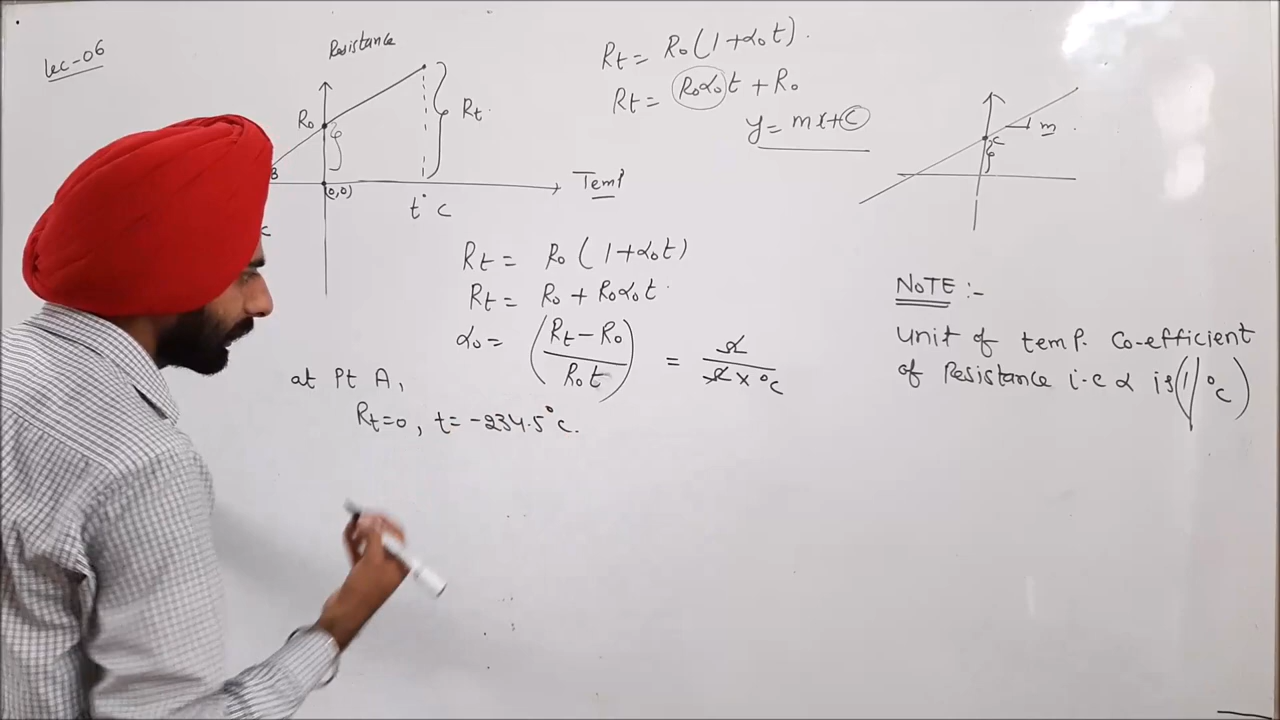 Lec-06
Resistance
R₀
Rt
B
(0,0)
Temp
t°C
C
Rt = R₀(1+α₀t).
Rt = R₀α₀t + R₀
y = mx+C
C
m
Rt = R₀(1+α₀t)
Rt = R₀ + R₀α₀t.
α₀ = (Rt-R₀/R₀t) = Ω/Ω×°C
at Pt A,
Rt=0, t= -234.5°C.
NOTE :-
Unit of temp. Co-efficient
of Resistance i.e α is (1/°C)